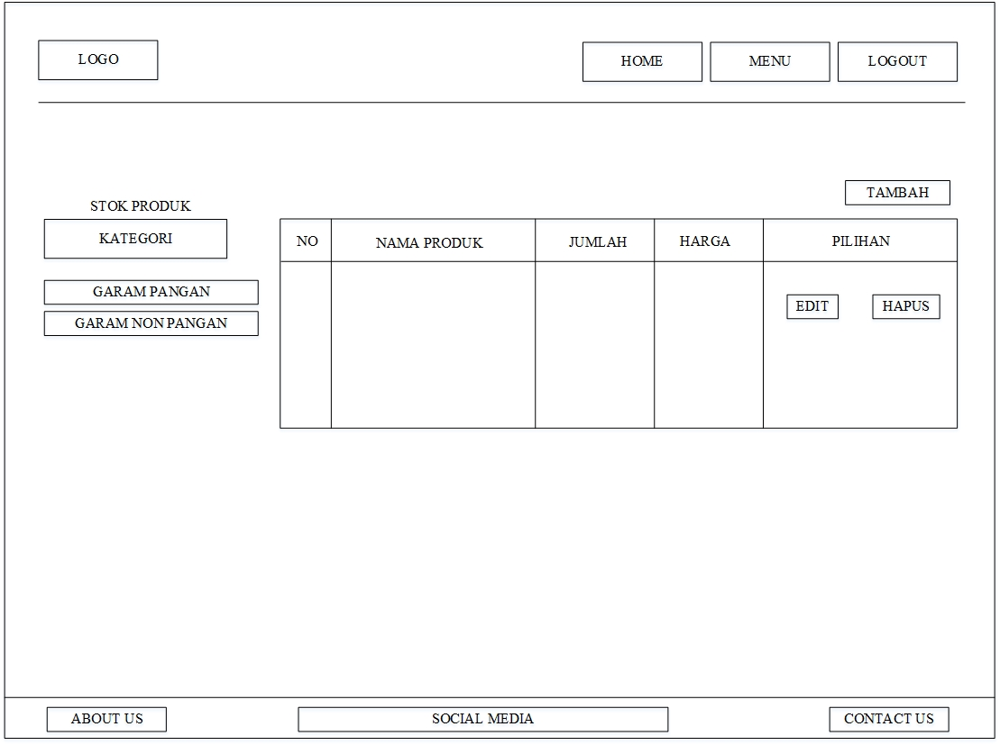 LOGO
HOME
MENU
LOGOUT
TAMBAH
STOK PRODUK
KATEGORI
GARAM PANGAN
GARAM NON PANGAN
NO
NAMA PRODUK
JUMLAH
HARGA
PILIHAN
EDIT
HAPUS
ABOUT US
SOCIAL MEDIA
CONTACT US